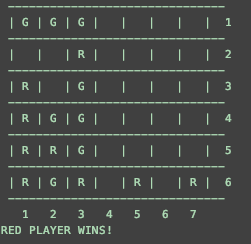 | G | G | G |   |   |   |   | 1
|   |   | R |   |   |   |   | 2
| R |   | G |   |   |   |   | 3
| R | G | G |   |   |   |   | 4
| R | R | G |   |   |   |   | 5
| R | G | R |   | R |   | R | 6
1 2 3 4 5 6 7
RED PLAYER WINS!